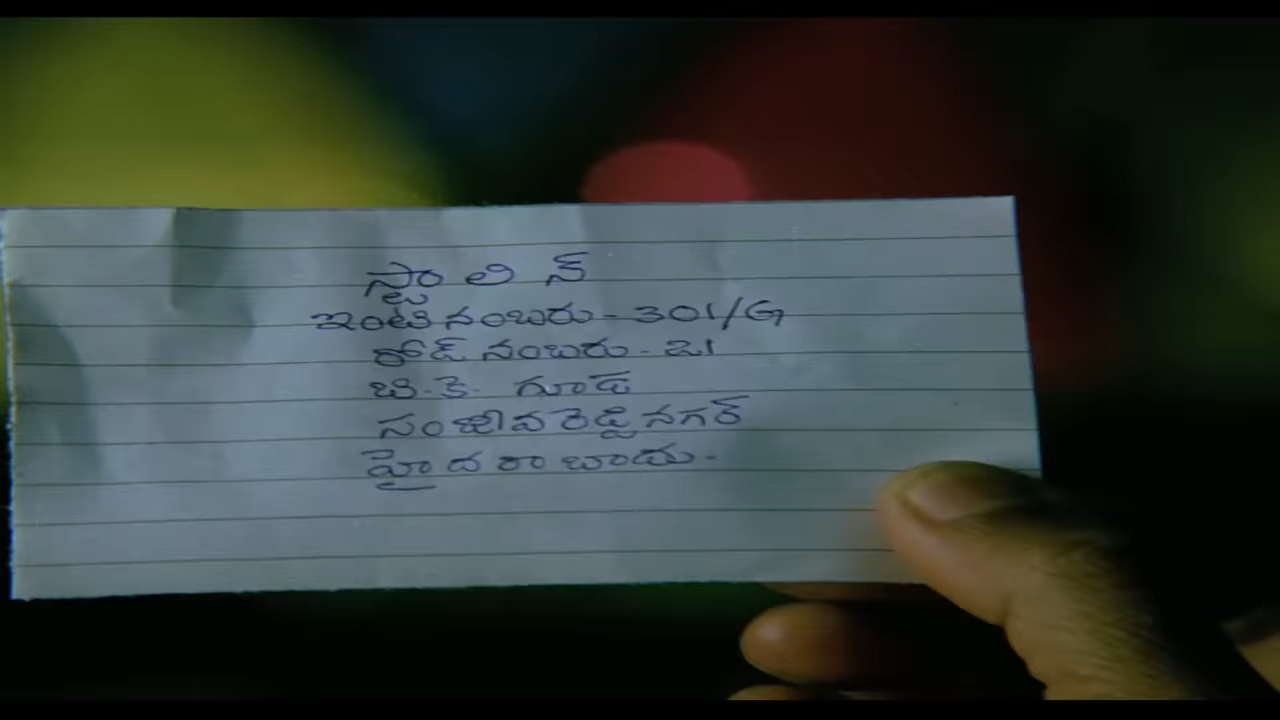 స్టాలిన్
ఇంటి నంబరు - 301/G
రోడ్ నంబరు - 21
బి.కె. గూడ
సంజీవరెడ్డి నగర్
హైదరాబాదు.